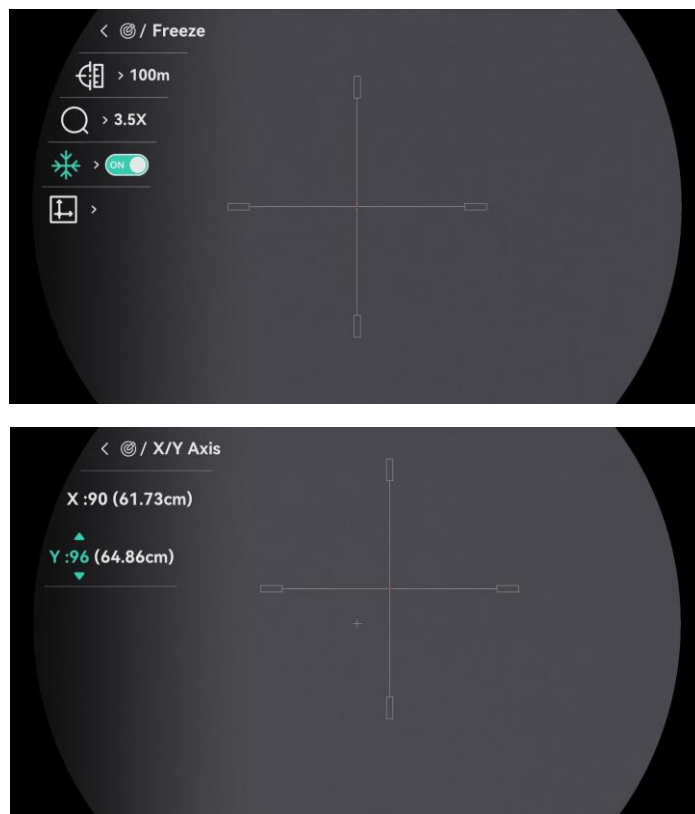 < / Freeze
> 100m
> 3.5X
> ON
>
< / X/Y Axis
X :90 (61.73cm)
Y :96 (64.86cm)